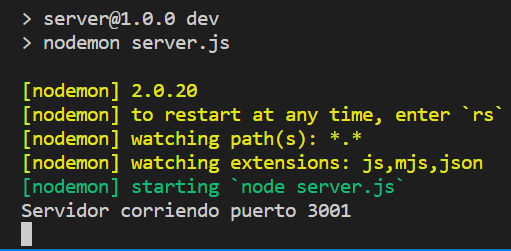 > server@1.0.0 dev
> nodemon server.js
[nodemon] 2.0.20
[nodemon] to restart at any time, enter `rs`
[nodemon] watching path(s): *.*
[nodemon] watching extensions: js,mjs,json
[nodemon] starting `node server.js`
Servidor corriendo puerto 3001